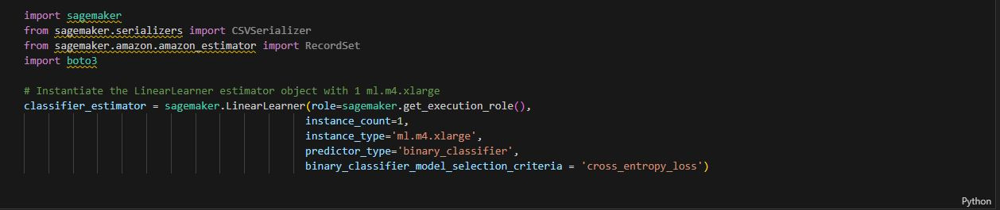 import sagemaker
from sagemaker.serializers import CSVSerializer
from sagemaker.amazon.amazon_estimator import RecordSet
import boto3
# Instantiate the LinearLearner estimator object with 1 ml.m4.xlarge
classifier_estimator = sagemaker.LinearLearner(role=sagemaker.get_execution_role(),
instance_count=1,
instance_type='ml.m4.xlarge',
predictor_type='binary_classifier',
binary_classifier_model_selection_criteria = 'cross_entropy_loss')
Python